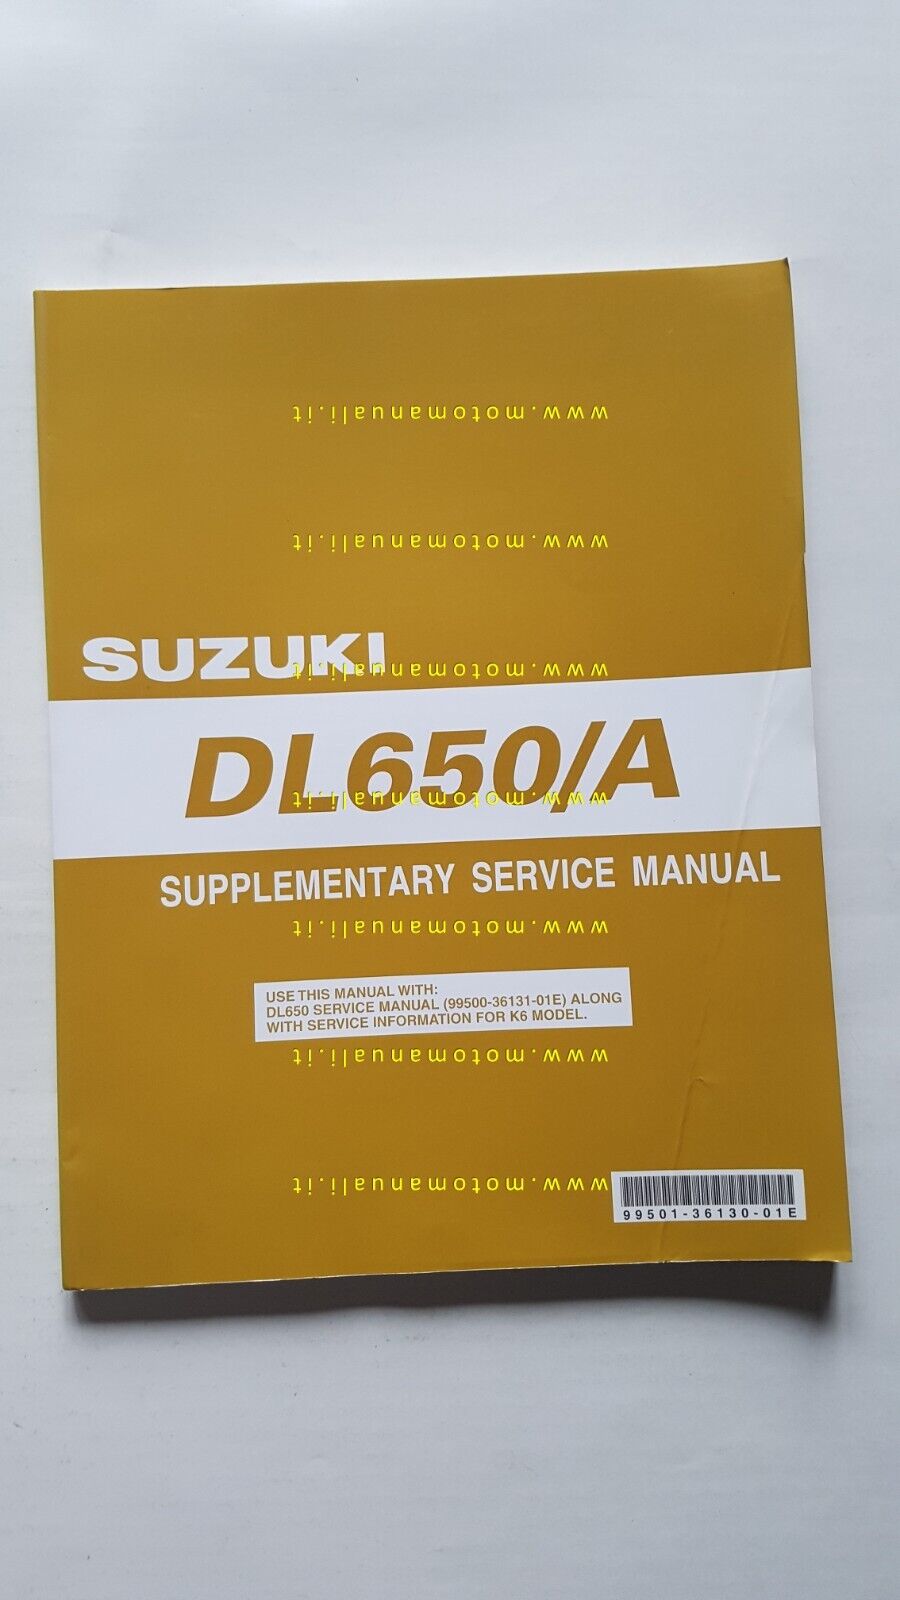 www.motomanuali.it
www.motomanuali.it
SUZUKI
www.motomanuali.it
DL650/A
www.motomanuali.it
SUPPLEMENTARY SERVICE MANUAL
www.motomanuali.it
USE THIS MANUAL WITH:
DL650 SERVICE MANUAL (99500-36131-01E) ALONG
WITH SERVICE INFORMATION FOR K6 MODEL.
www.motomanuali.it
www.motomanuali.it
99501-36130-01E